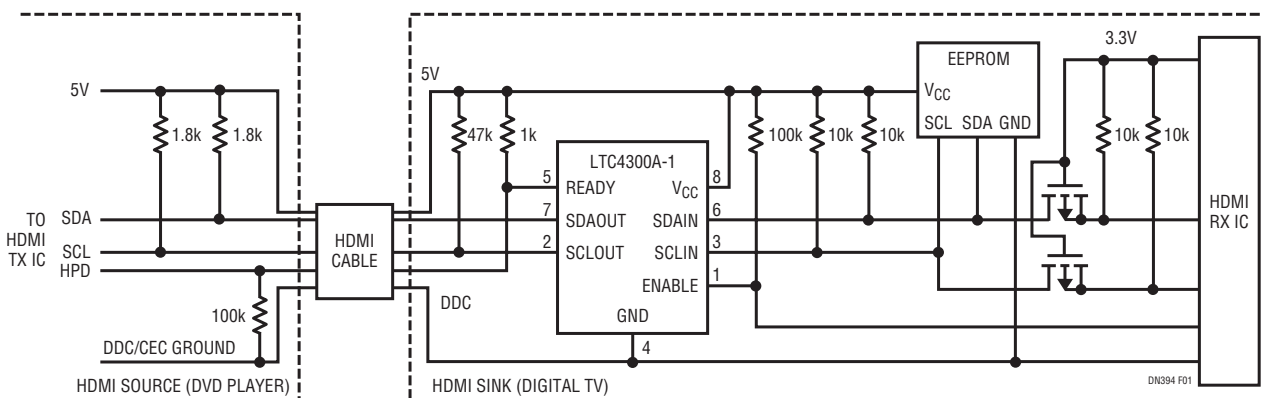 5V
1.8k
1.8k
TO
HDMI
TX IC
SDA
SCL
HPD
100k
DDC/CEC GROUND
HDMI SOURCE (DVD PLAYER)
HDMI
CABLE
5V
47k
1k
DDC
LTC4300A-1
5
READY
7
SDAOUT
2
SCLOUT
VCC
8
SDAIN
6
SCLIN
3
ENABLE
1
GND
4
100k
10k
10k
EEPROM
VCC
SCL SDA GND
3.3V
10k
10k
HDMI
RX IC
HDMI SINK (DIGITAL TV)
DN394 F01